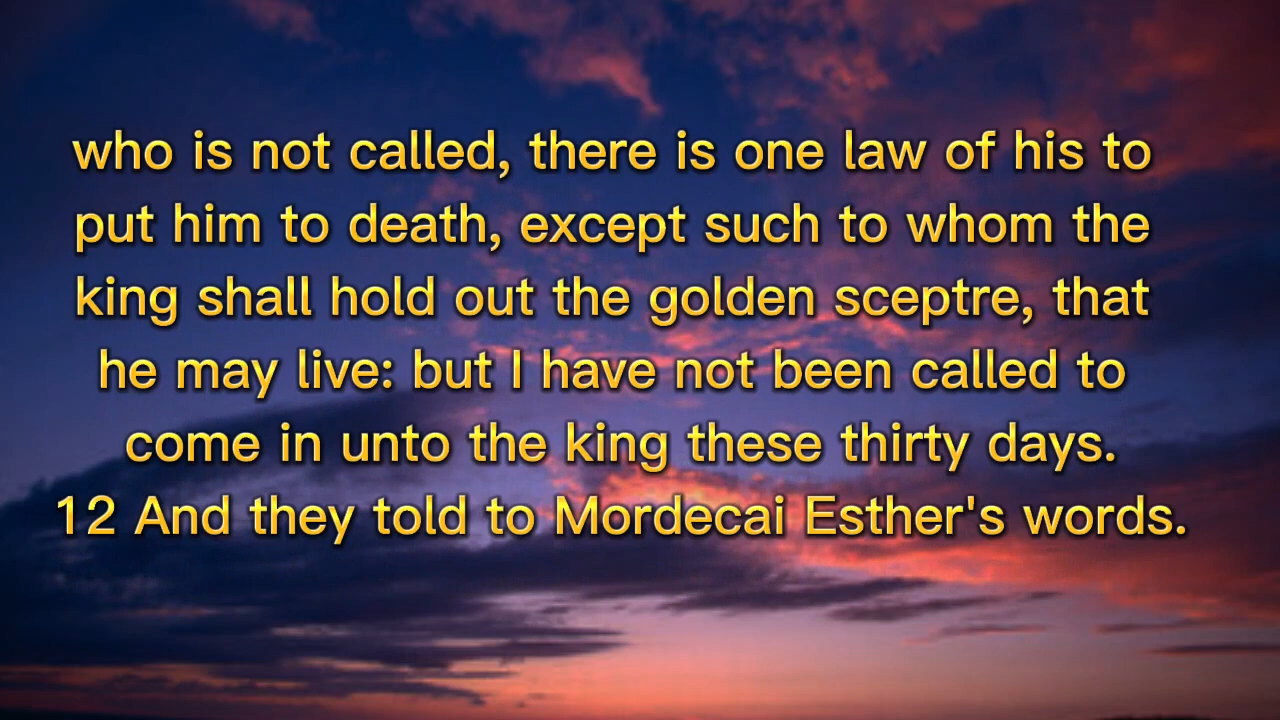 who is not called, there is one law of his to
put him to death, except such to whom the
king shall hold out the golden sceptre, that
he may live: but I have not been called to
come in unto the king these thirty days.
12 And they told to Mordecai Esther's words.